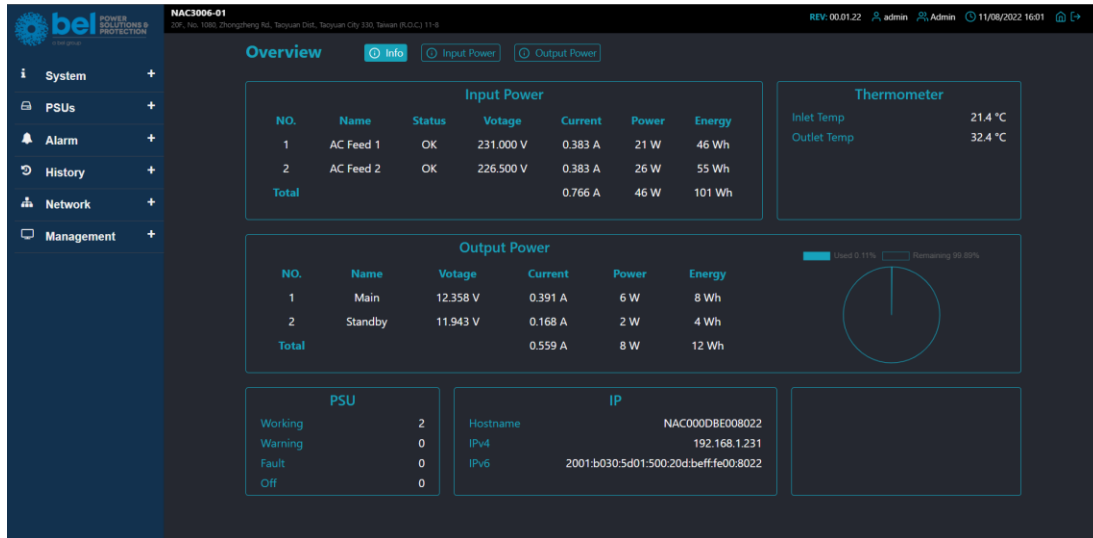 bel POWER SOLUTIONS & PROTECTION
a bel group
NAC3006-01
20F., No. 1080, Zhongzheng Rd., Taoyuan Dist., Taoyuan City 330, Taiwan (R.O.C.) 11-8
REV: 00.01.22 admin Admin 11/08/2022 16:01
System +
PSUs +
Alarm +
History +
Network +
Management +
Overview Info Input Power Output Power
Input Power
NO. Name Status Votage Current Power Energy
1 AC Feed 1 OK 231.000 V 0.383 A 21 W 46 Wh
2 AC Feed 2 OK 226.500 V 0.383 A 26 W 55 Wh
Total 0.766 A 46 W 101 Wh
Thermometer
Inlet Temp 21.4 °C
Outlet Temp 32.4 °C
Output Power
NO. Name Votage Current Power Energy
1 Main 12.358 V 0.391 A 6 W 8 Wh
2 Standby 11.943 V 0.168 A 2 W 4 Wh
Total 0.559 A 8 W 12 Wh
Used 0.11% Remaining 99.89%
PSU
Working 2
Warning 0
Fault 0
Off 0
IP
Hostname NAC000DBE008022
IPv4 192.168.1.231
IPv6 2001:b030:5d01:500:20d:beff:fe00:8022